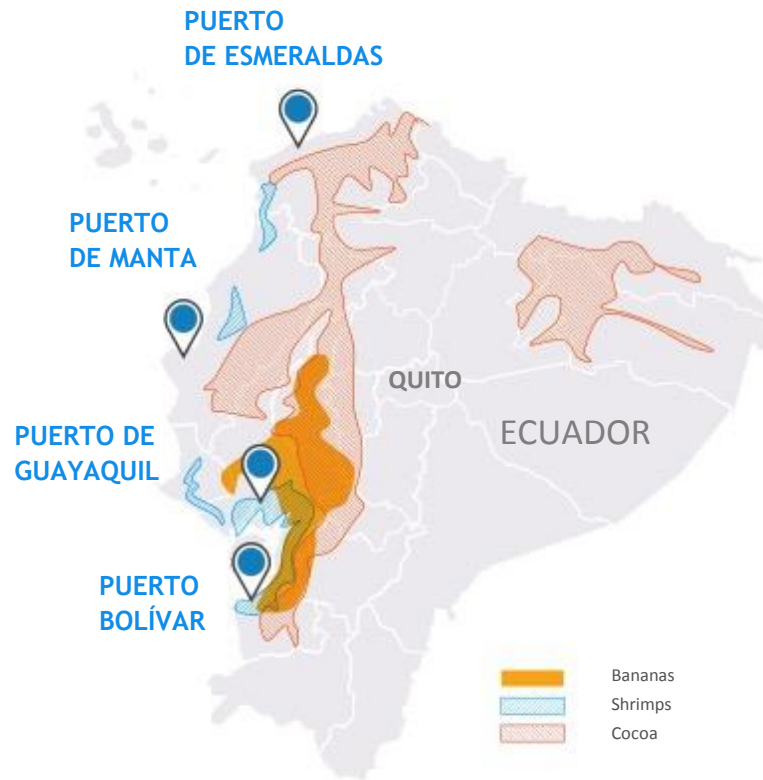 PUERTO
DE ESMERALDAS
PUERTO
DE MANTA
QUITO
ECUADOR
PUERTO DE
GUAYAQUIL
PUERTO
BOLÍVAR
Bananas
Shrimps
Cocoa